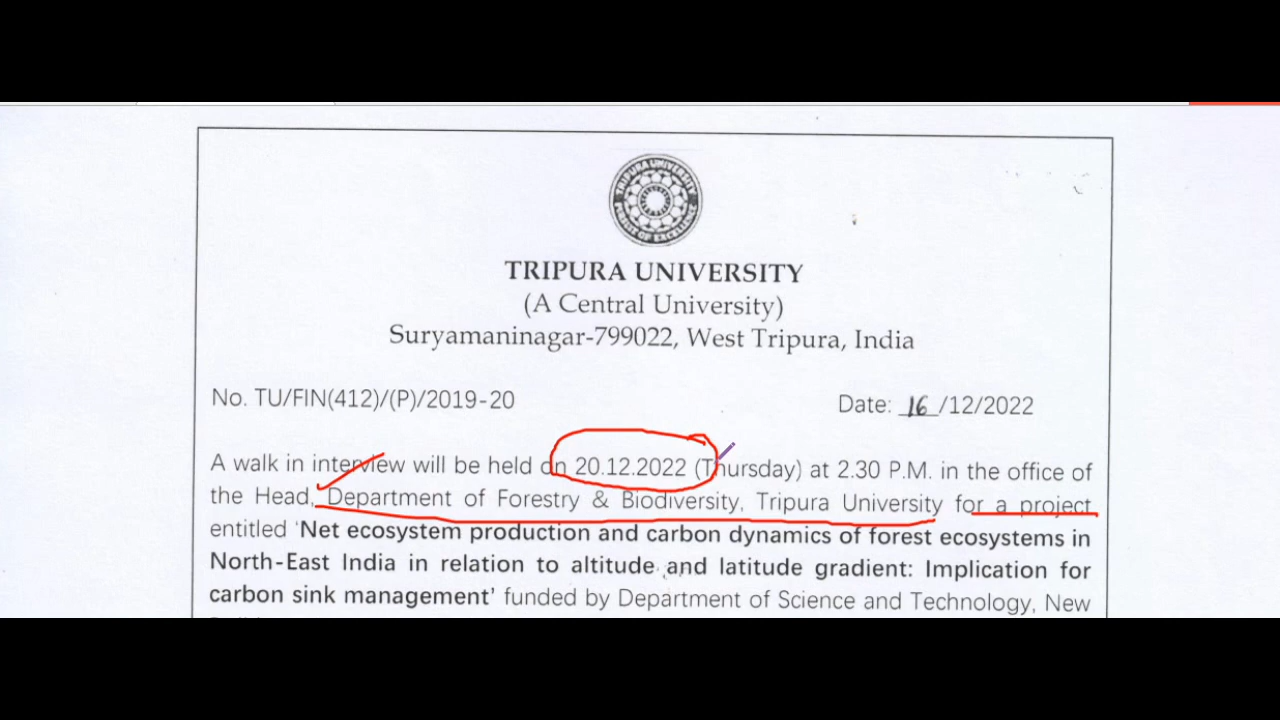 TRIPURA UNIVERSITY
TRIPURA UNIVERSITY
(A Central University)
Suryamaninagar-799022, West Tripura, India
No. TU/FIN(412)/(P)/2019-20
Date: 16/12/2022
A walk in interview will be held on 20.12.2022 (Thursday) at 2.30 P.M. in the office of
the Head, Department of Forestry & Biodiversity, Tripura University for a project
entitled 'Net ecosystem production and carbon dynamics of forest ecosystems in
North-East India in relation to altitude and latitude gradient: Implication for
carbon sink management' funded by Department of Science and Technology, New